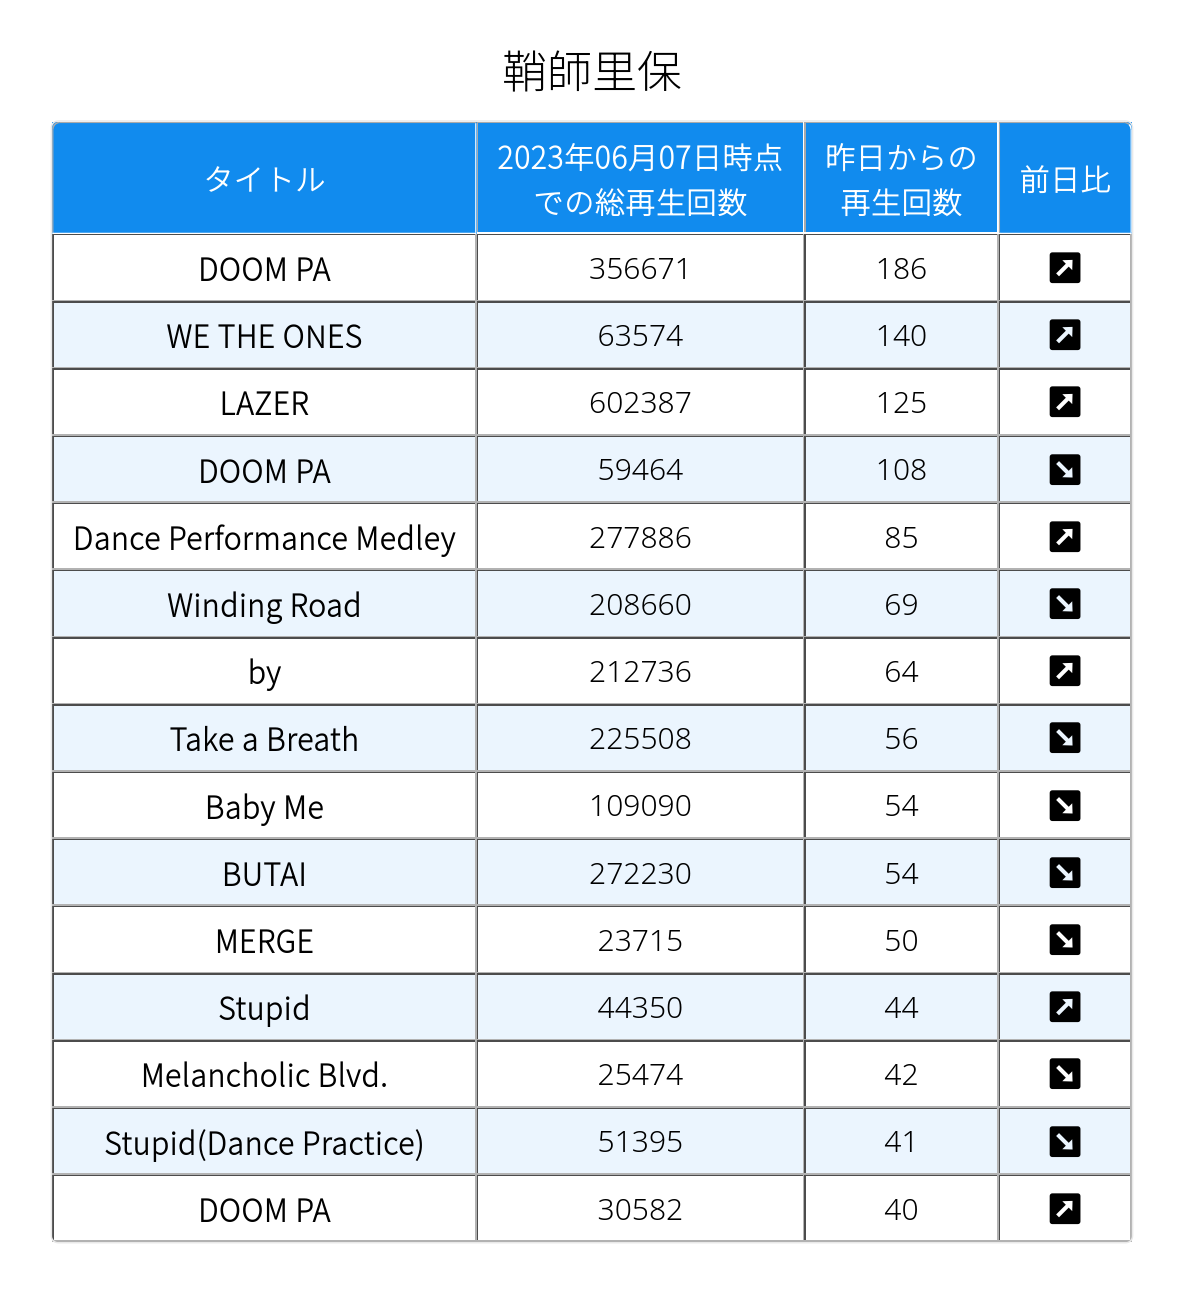 鞘師里保
タイトル 2023年06月07日時点での総再生回数 昨日からの再生回数 前日比
DOOM PA 356671 186 ↗
WE THE ONES 63574 140 ↗
LAZER 602387 125 ↗
DOOM PA 59464 108 ↘
Dance Performance Medley 277886 85 ↗
Winding Road 208660 69 ↘
by 212736 64 ↗
Take a Breath 225508 56 ↘
Baby Me 109090 54 ↘
BUTAI 272230 54 ↘
MERGE 23715 50 ↘
Stupid 44350 44 ↗
Melancholic Blvd. 25474 42 ↘
Stupid(Dance Practice) 51395 41 ↘
DOOM PA 30582 40 ↗